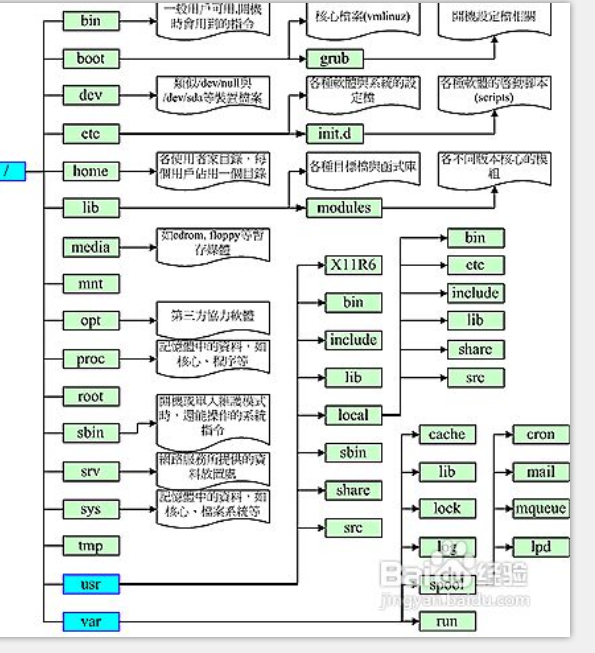 bin
一般用戶可用,開機
時會用到的指令
核心檔案(vmlinuz)
開機設定檔相關
boot
grub
dev
類似/dev/null與
/dev/sda等裝置檔案
各種軟體與系統的設
定檔
各種軟體的啓動腳本
(scripts)
etc
init.d
/
home
各使用者家目錄，每
個用戶佔用一個目錄
各種目標檔與函式庫
各不同版本核心的模
組
lib
modules
media
如cdrom, floppy等暫
存媒體
mnt
opt
第三方協力軟體
proc
記憶體中的資料，如
核心、程序等
root
sbin
開機或單人維護模式
時，還能操作的系統
指令
srv
網路服務所提供的資
料放置處
sys
記憶體中的資料，如
核心、檔案系統等
tmp
usr
var
X11R6
bin
include
lib
local
sbin
share
src
bin
etc
include
lib
share
src
cache
lib
lock
log
spool
run
cron
mail
mqueue
lpd
Baidu 经验
jingyan.baidu.com